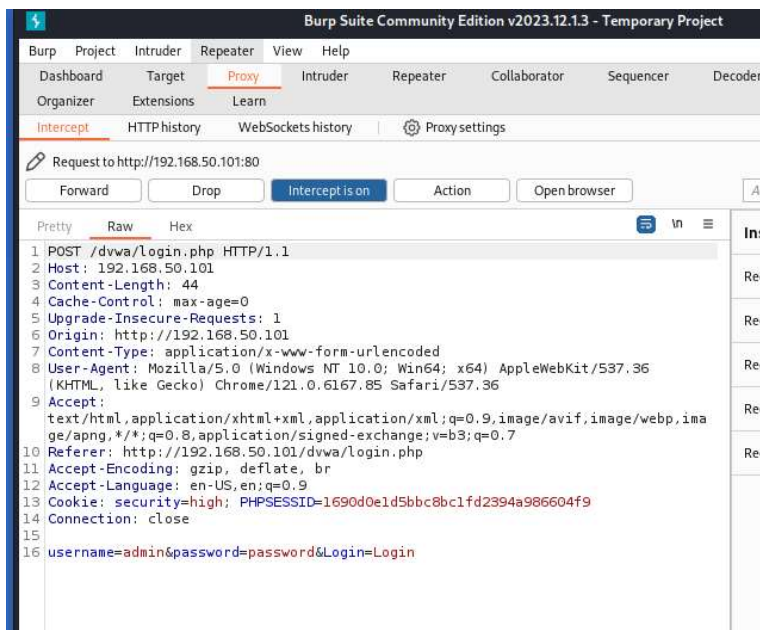 Burp Suite Community Edition v2023.12.1.3 - Temporary Project
Burp Project Intruder Repeater View Help
Dashboard Target Proxy Intruder Repeater Collaborator Sequencer Decoder
Organizer Extensions Learn
Intercept HTTP history WebSockets history Proxy settings
Request to http://192.168.50.101:80
Forward Drop Intercept is on Action Open browser
Pretty Raw Hex \n
1 POST /dvwa/login.php HTTP/1.1
2 Host: 192.168.50.101
3 Content-Length: 44
4 Cache-Control: max-age=0
5 Upgrade-Insecure-Requests: 1
6 Origin: http://192.168.50.101
7 Content-Type: application/x-www-form-urlencoded
8 User-Agent: Mozilla/5.0 (Windows NT 10.0; Win64; x64) AppleWebKit/537.36
(KHTML, like Gecko) Chrome/121.0.6167.85 Safari/537.36
9 Accept:
text/html,application/xhtml+xml,application/xml;q=0.9,image/avif,image/webp,ima
ge/apng,*/*;q=0.8,application/signed-exchange;v=b3;q=0.7
10 Referer: http://192.168.50.101/dvwa/login.php
11 Accept-Encoding: gzip, deflate, br
12 Accept-Language: en-US,en;q=0.9
13 Cookie: security=high; PHPSESSID=1690d0e1d5bbc8bc1fd2394a986604f9
14 Connection: close
15
16 username=admin&password=password&Login=Login